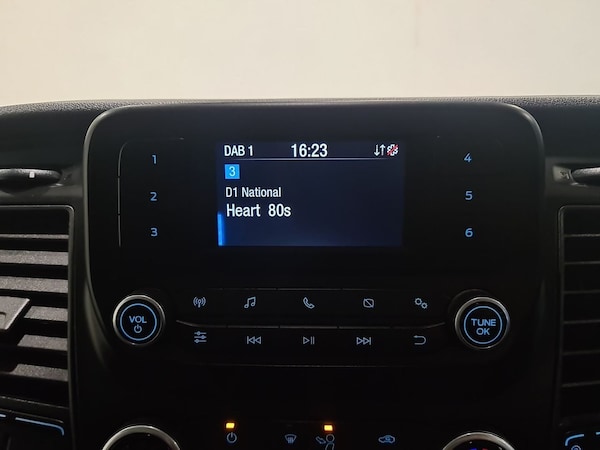 DAB 1 16:23
3
D1 National
Heart 80s
1
2
3
4
5
6
VOL
TUNE
OK